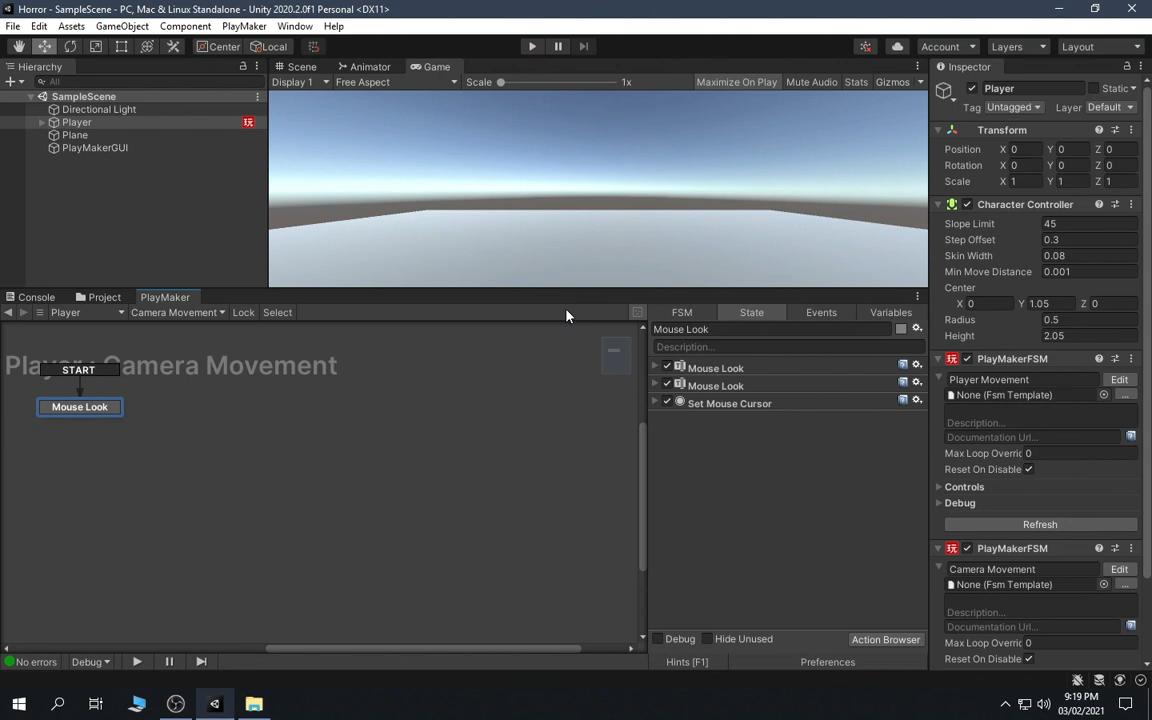 Horror - SampleScene - PC, Mac & Linux Standalone - Unity 2020.2.0f1 Personal <DX11>
File Edit Assets GameObject Component PlayMaker Window Help
Center Local Account Layers Layout
Hierarchy
All
SampleScene
Directional Light
Player
Plane
PlayMakerGUI
Scene Animator Game
Display 1 Free Aspect Scale 1x Maximize On Play Mute Audio Stats Gizmos
Console Project PlayMaker
Player Camera Movement Lock Select
Player : Camera Movement
START
Mouse Look
No errors Debug
FSM State Events Variables
Mouse Look
Description...
Mouse Look
Mouse Look
Set Mouse Cursor
Debug Hide Unused Action Browser
Hints [F1] Preferences
Inspector
Player Static
Tag Untagged Layer Default
Transform
Position X 0 Y 0 Z 0
Rotation X 0 Y 0 Z 0
Scale X 1 Y 1 Z 1
Character Controller
Slope Limit 45
Step Offset 0.3
Skin Width 0.08
Min Move Distance 0.001
Center
X 0 Y 1.05 Z 0
Radius 0.5
Height 2.05
PlayMakerFSM
Player Movement Edit
None (Fsm Template) ...
Description...
Documentation Url...
Max Loop Overric 0
Reset On Disable
Controls
Debug
Refresh
PlayMakerFSM
Camera Movement Edit
None (Fsm Template) ...
Description...
Documentation Url...
Max Loop Overric 0
Reset On Disable
9:19 PM
03/02/2021